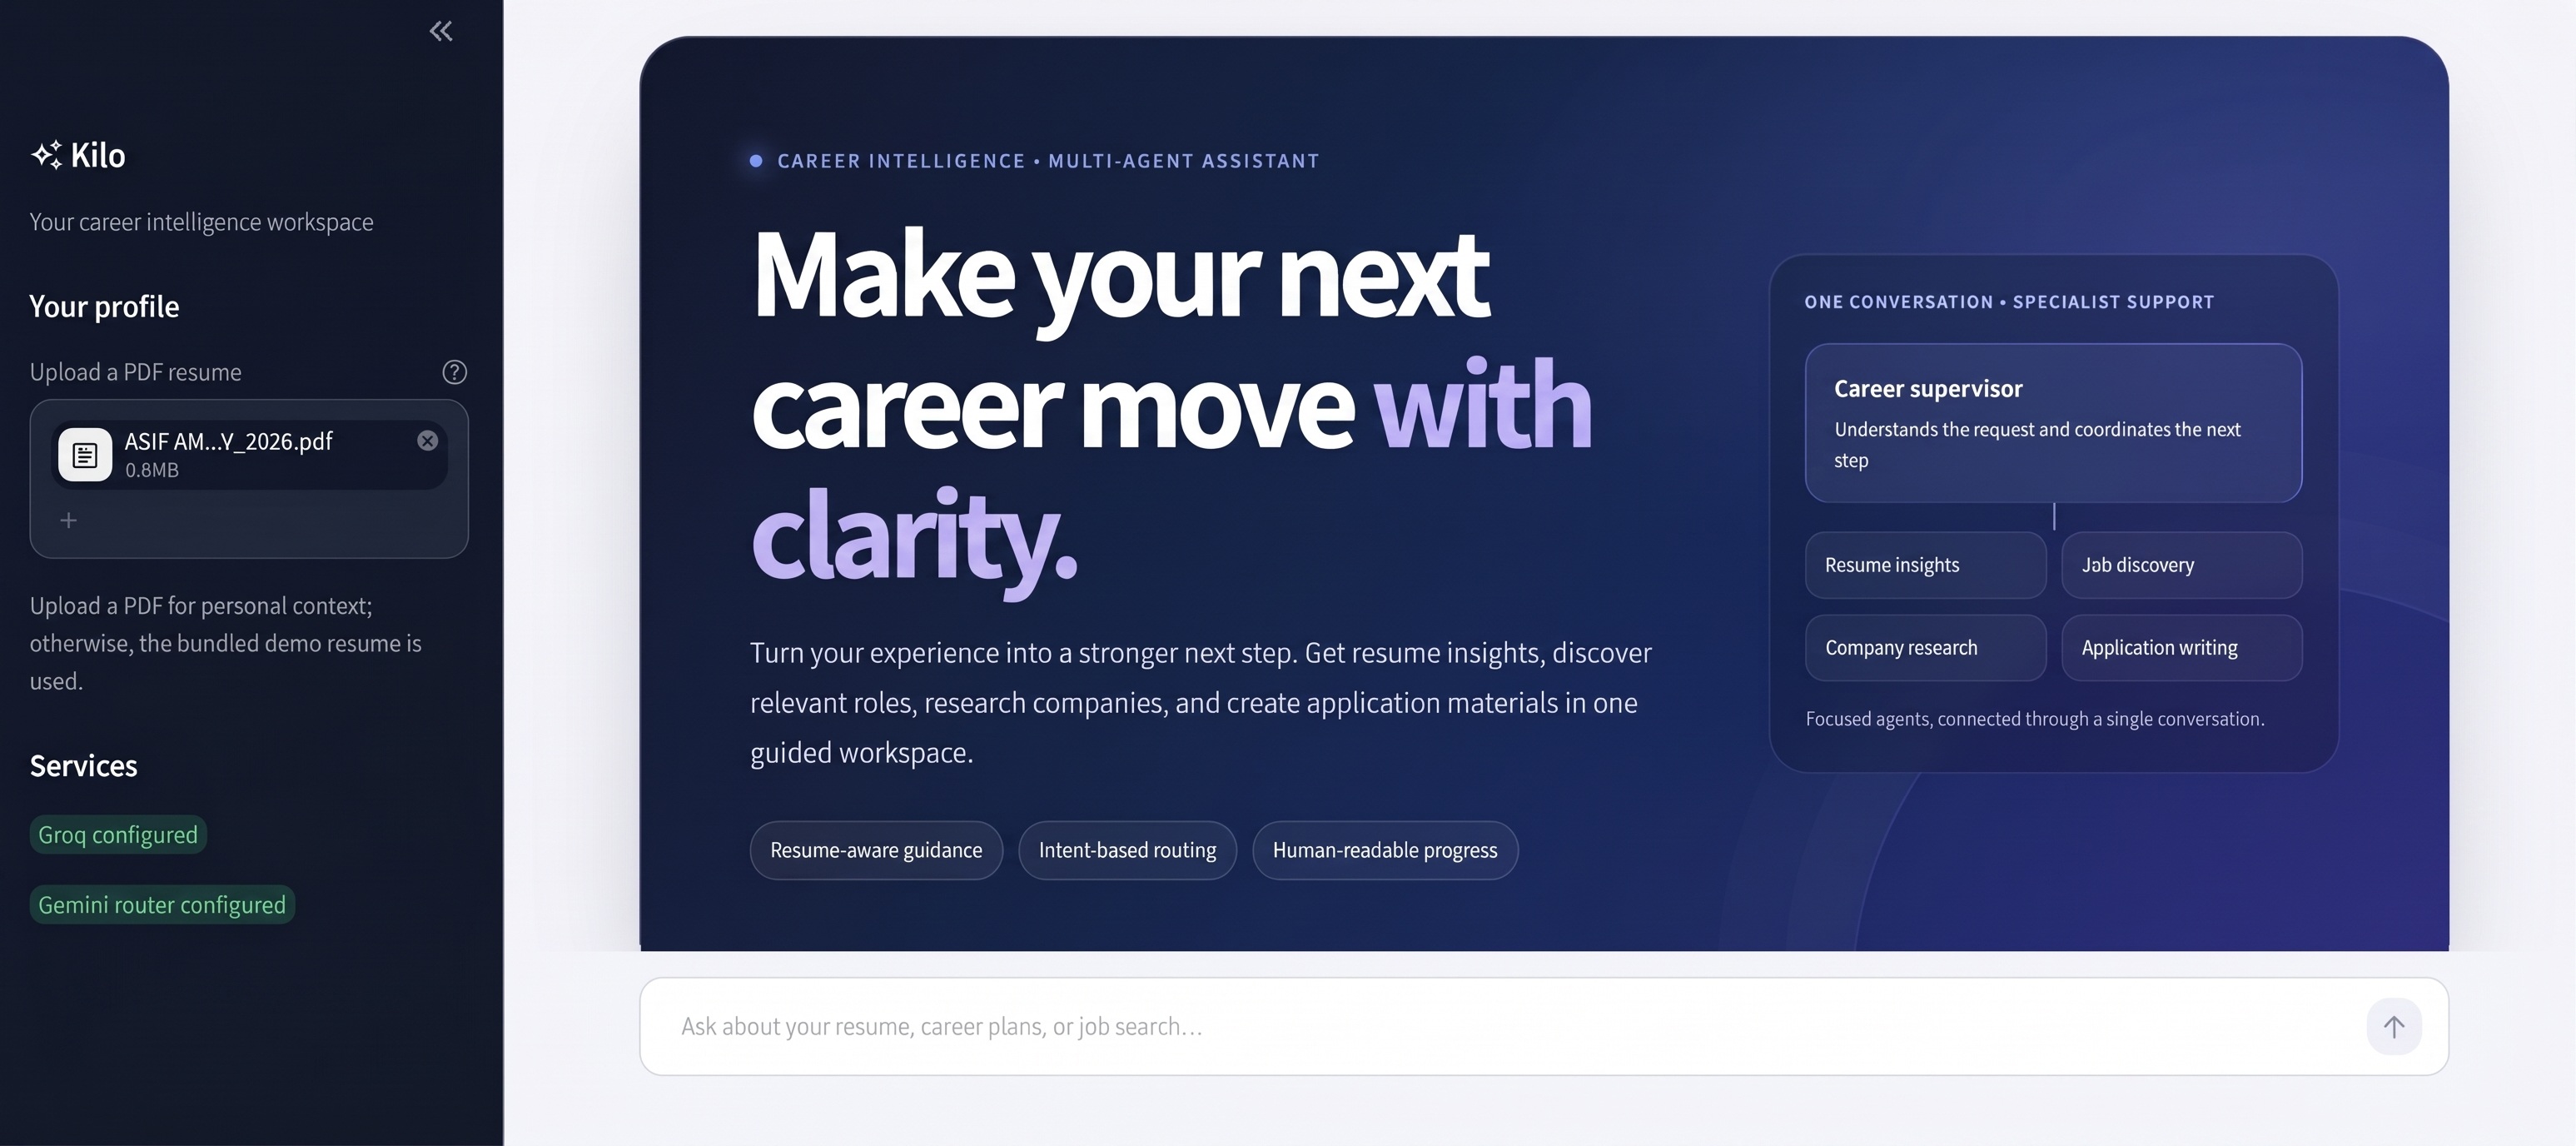 Kilo
Your career intelligence workspace
Your profile
Upload a PDF resume
ASIF AM...Y_2026.pdf
0.8MB
Upload a PDF for personal context;
otherwise, the bundled demo resume is
used.
Services
Groq configured
Gemini router configured
CAREER INTELLIGENCE • MULTI-AGENT ASSISTANT
Make your next
career move with
clarity.
Turn your experience into a stronger next step. Get resume insights, discover
relevant roles, research companies, and create application materials in one
guided workspace.
Resume-aware guidance
Intent-based routing
Human-readable progress
ONE CONVERSATION • SPECIALIST SUPPORT
Career supervisor
Understands the request and coordinates the next
step
Resume insights
Job discovery
Company research
Application writing
Focused agents, connected through a single conversation.
Ask about your resume, career plans, or job search...